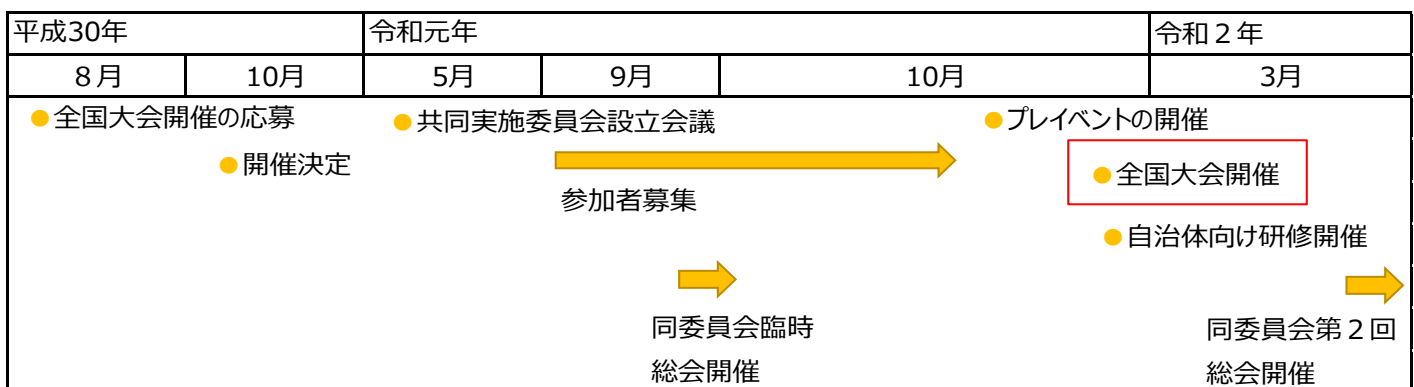 平成30年 令和元年 令和２年
８月 10月 5月 9月 10月 3月
●全国大会開催の応募 ●共同実施委員会設立会議 ●プレイベントの開催
●開催決定 ●全国大会開催
参加者募集
●自治体向け研修開催
同委員会臨時 同委員会第２回
総会開催 総会開催